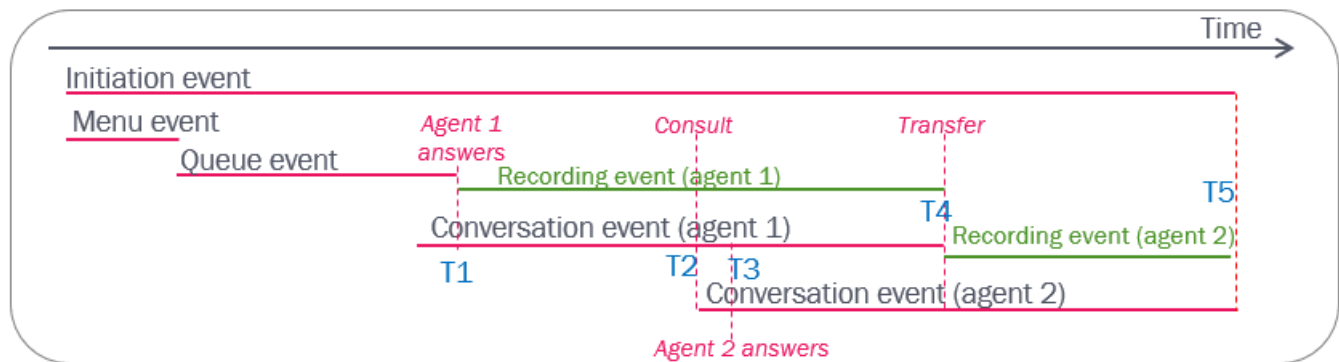 Time
Initiation event
Menu event
Agent 1
answers
Consult
Transfer
Queue event
Recording event (agent 1)
T5
T4
Conversation event (agent 1)
Recording event (agent 2)
T1
T2
T3
Conversation event (agent 2)
Agent 2 answers